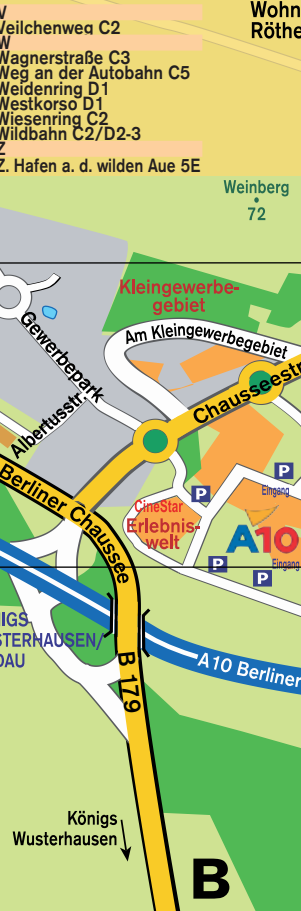 V
Veilchenweg C2
W
Wagnerstraße C3
Weg an der Autobahn C5
Weidenring D1
Westkorso D1
Wiesenring C2
Wildbahn C2/D2-3
Z
Z. Hafen a. d. wilden Aue 5E
Wohn
Röthe
Weinberg
72
Kleingewerbe-
gebiet
Am Kleingewerbegebiet
Gewerbepark
Albertusstr.
Chausseestr
Berliner Chaussee
P
Eingang
CineStar
Erlebnis-
welt
A10
Eingang
P
P
P
IGS-
STERHAUSEN/
DAU
A10 Berliner
B 179
Königs
Wusterhausen
B